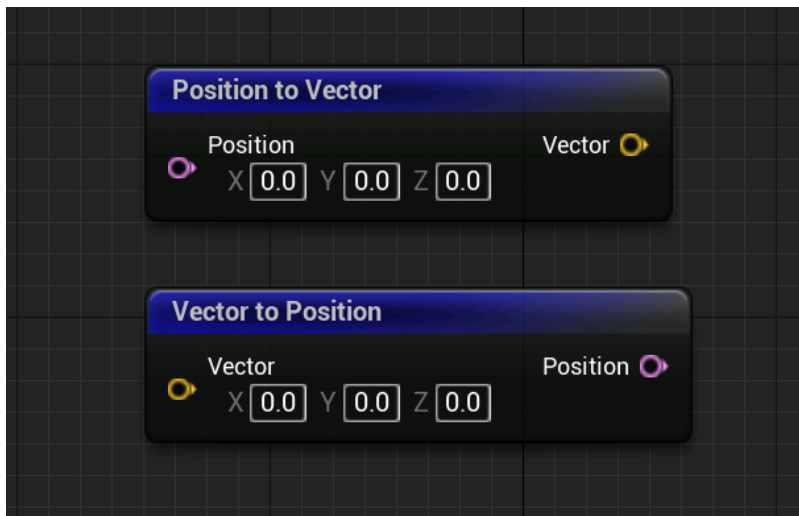 Position to Vector
Position Vector
X 0.0 Y 0.0 Z 0.0
Vector to Position
Vector Position
X 0.0 Y 0.0 Z 0.0